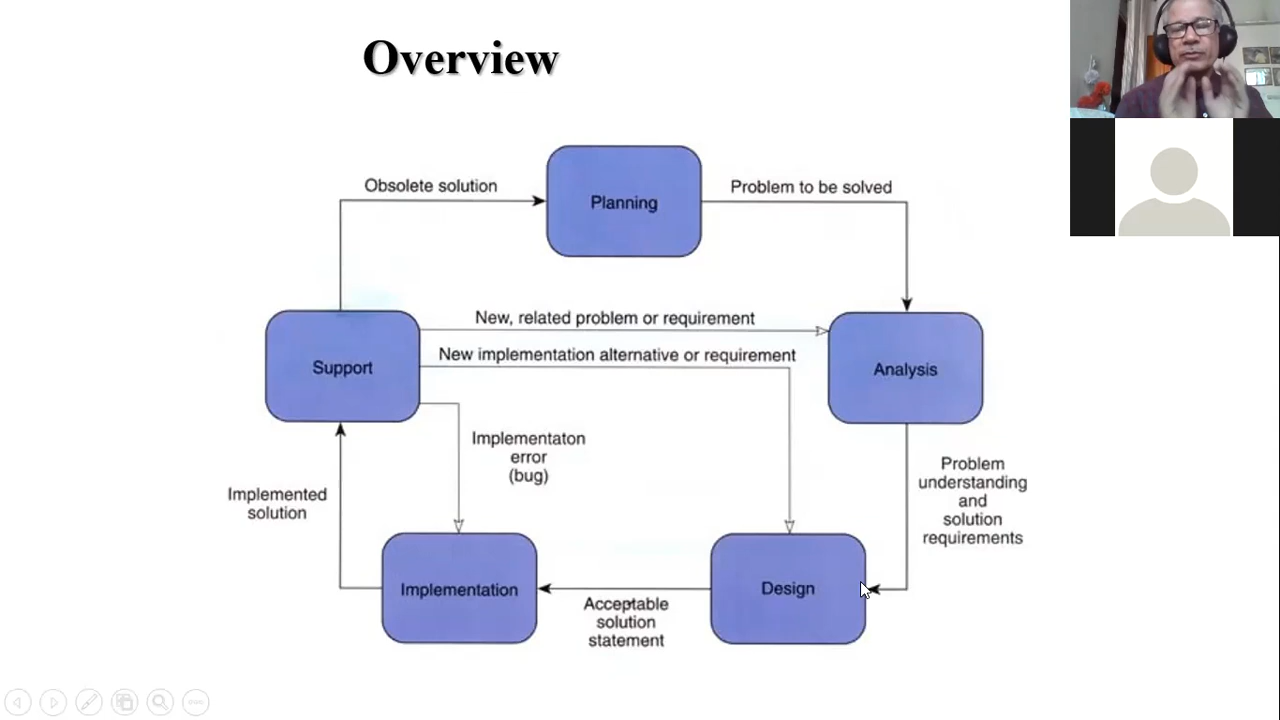 Overview
Obsolete solution
Planning
Problem to be solved
New, related problem or requirement
Support
New implementation alternative or requirement
Analysis
Implementaton
error
(bug)
Problem
understanding
and
solution
requirements
Implemented
solution
Implementation
Acceptable
solution
statement
Design